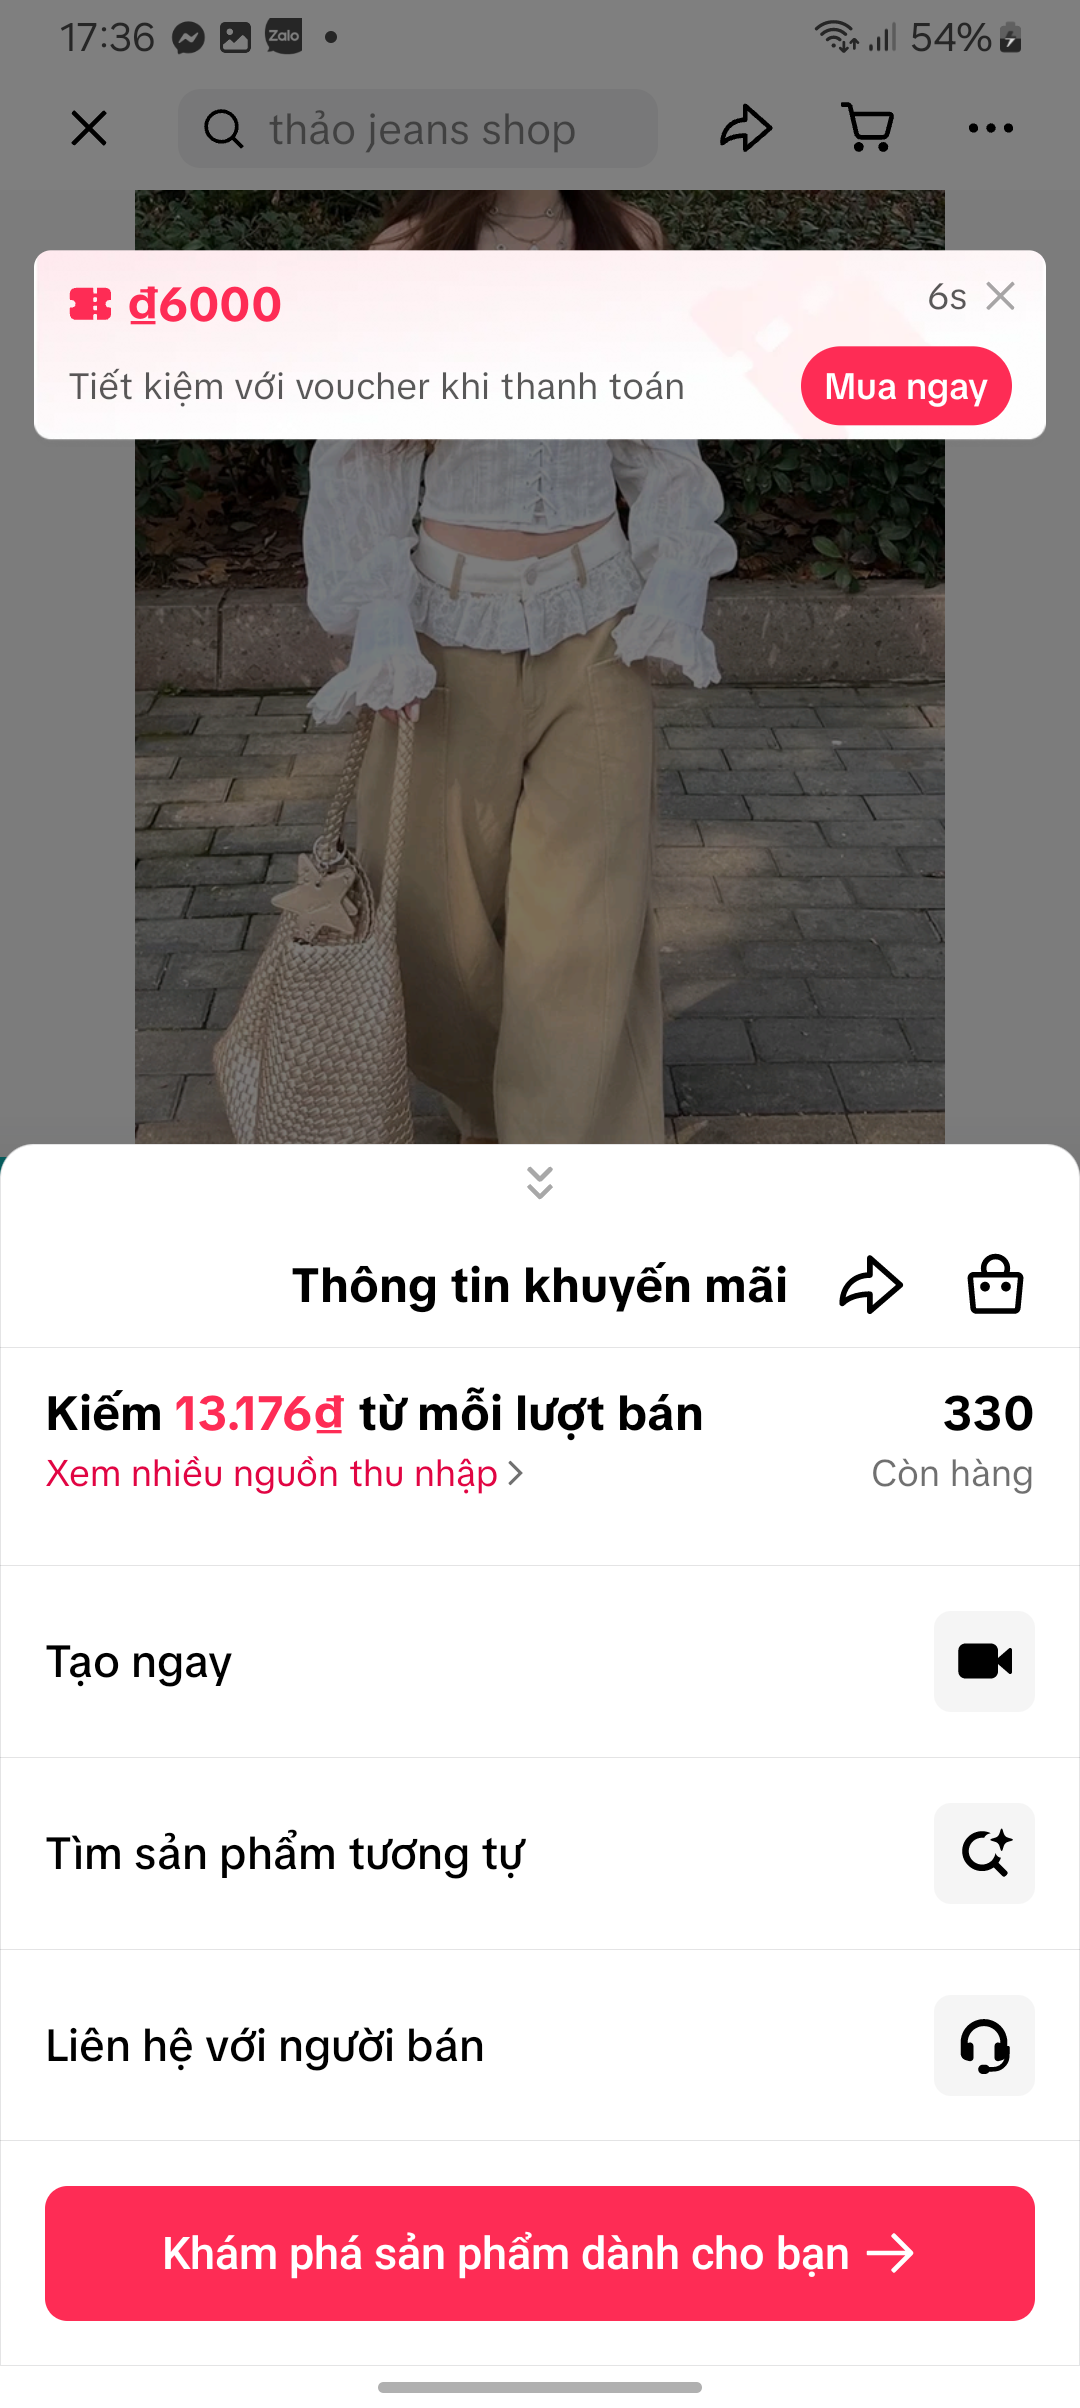 17:36
Zalo
54%
thảo jeans shop
₫6000
6s
Tiết kiệm với voucher khi thanh toán
Mua ngay
Thông tin khuyến mãi
Kiếm 13.176₫ từ mỗi lượt bán
330
Xem nhiều nguồn thu nhập
Còn hàng
Tạo ngay
Tìm sản phẩm tương tự
Liên hệ với người bán
Khám phá sản phẩm dành cho bạn